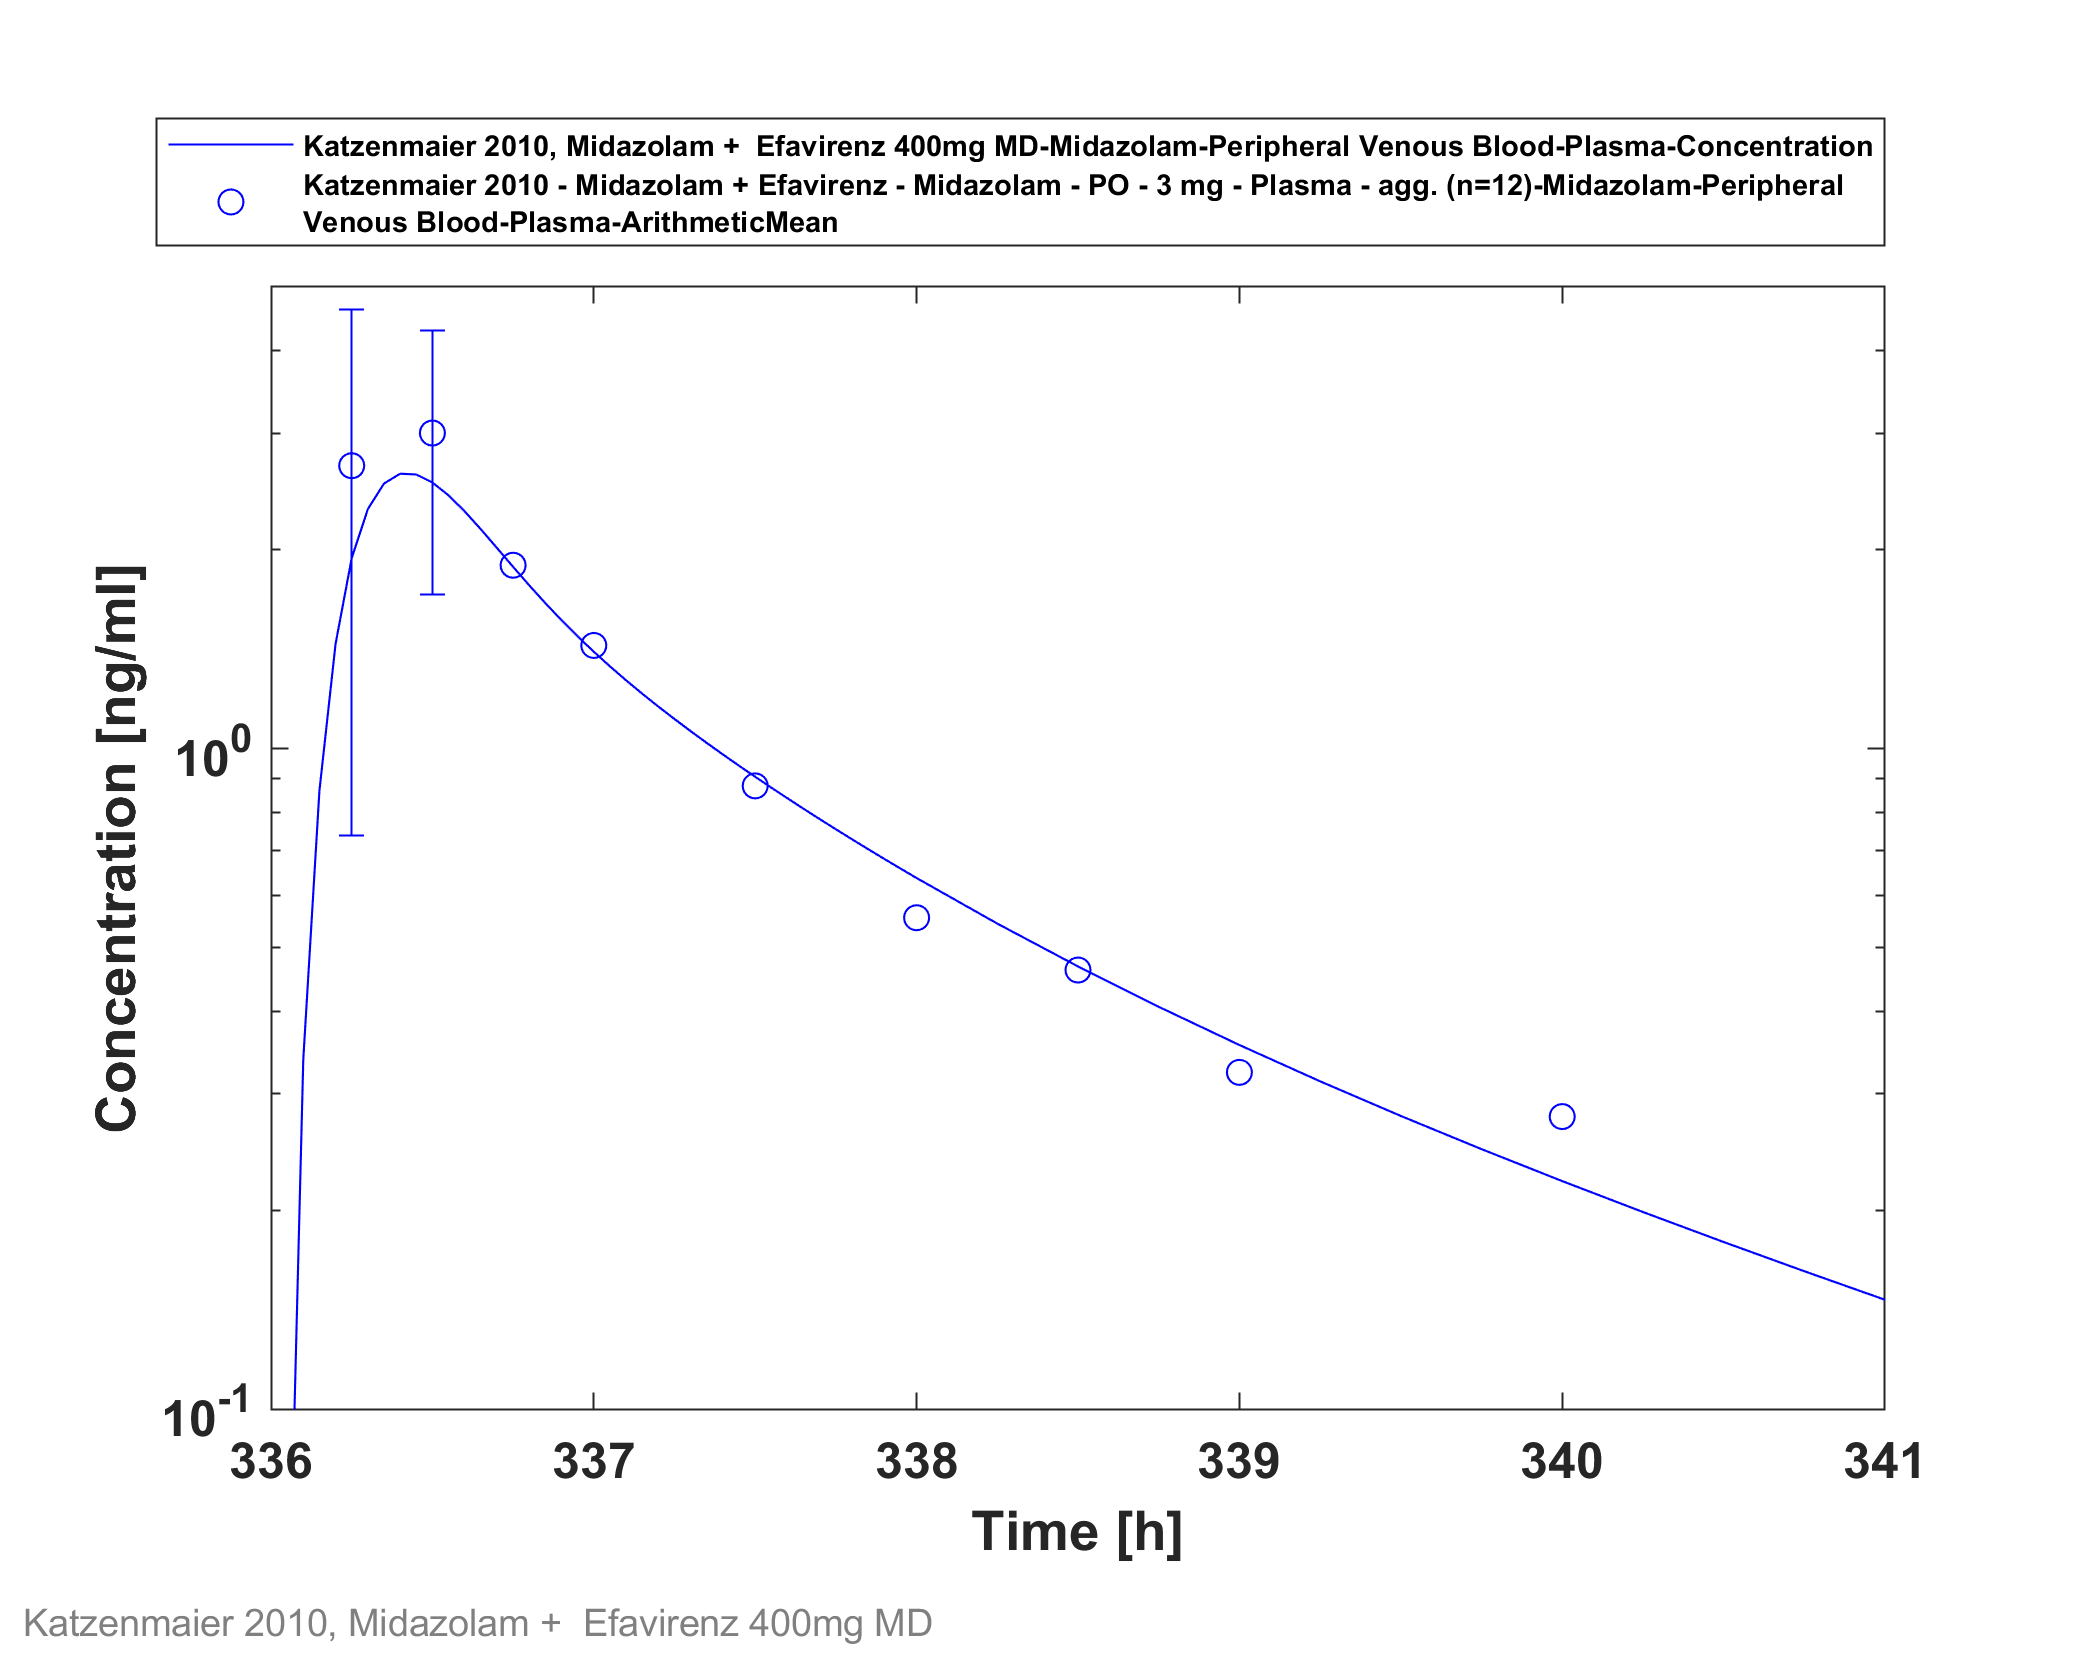 Katzenmaier 2010, Midazolam +  Efavirenz 400mg MD-Midazolam-Peripheral Venous Blood-Plasma-Concentration
Katzenmaier 2010 - Midazolam + Efavirenz - Midazolam - PO - 3 mg - Plasma - agg. (n=12)-Midazolam-Peripheral
Venous Blood-Plasma-ArithmeticMean
Concentration [ng/ml]
10^0
10^-1
336 337 338 339 340 341
Time [h]
Katzenmaier 2010, Midazolam +  Efavirenz 400mg MD